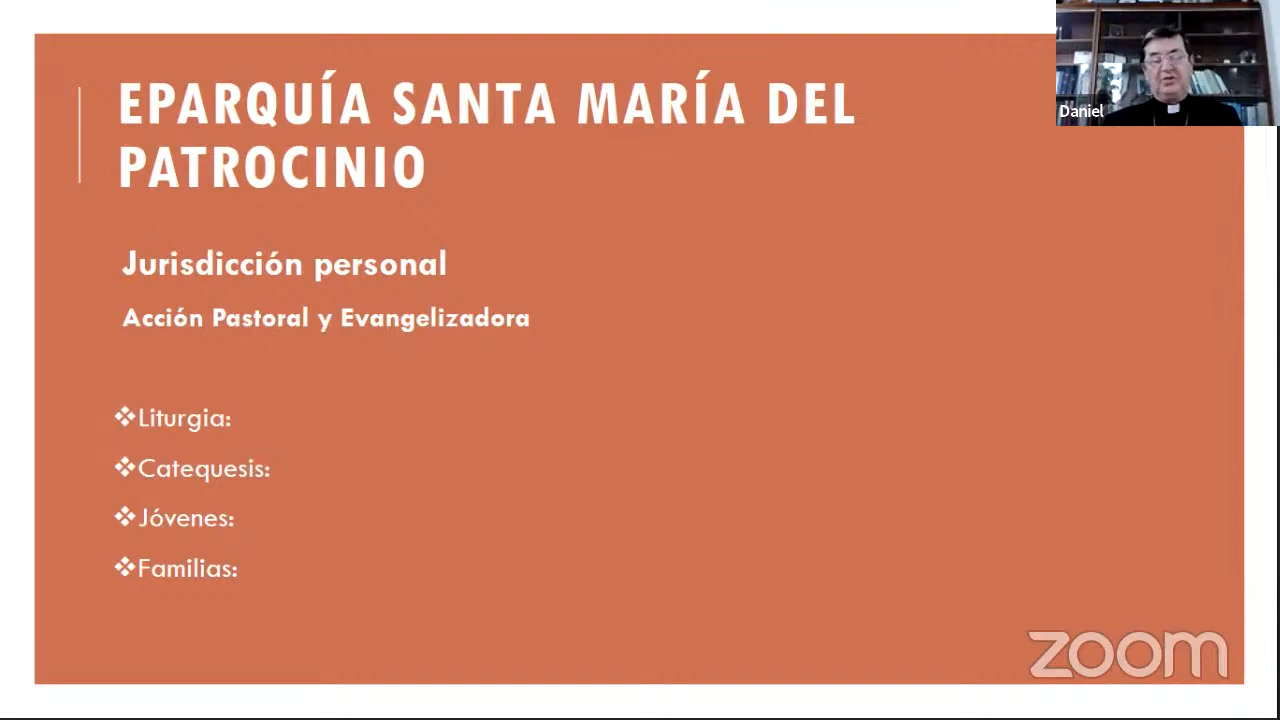 EPARQUÍA SANTA MARÍA DEL
PATROCINIO
Daniel
Jurisdicción personal
Acción Pastoral y Evangelizadora
❖Liturgia:
❖Catequesis:
❖Jóvenes:
❖Familias:
zoom